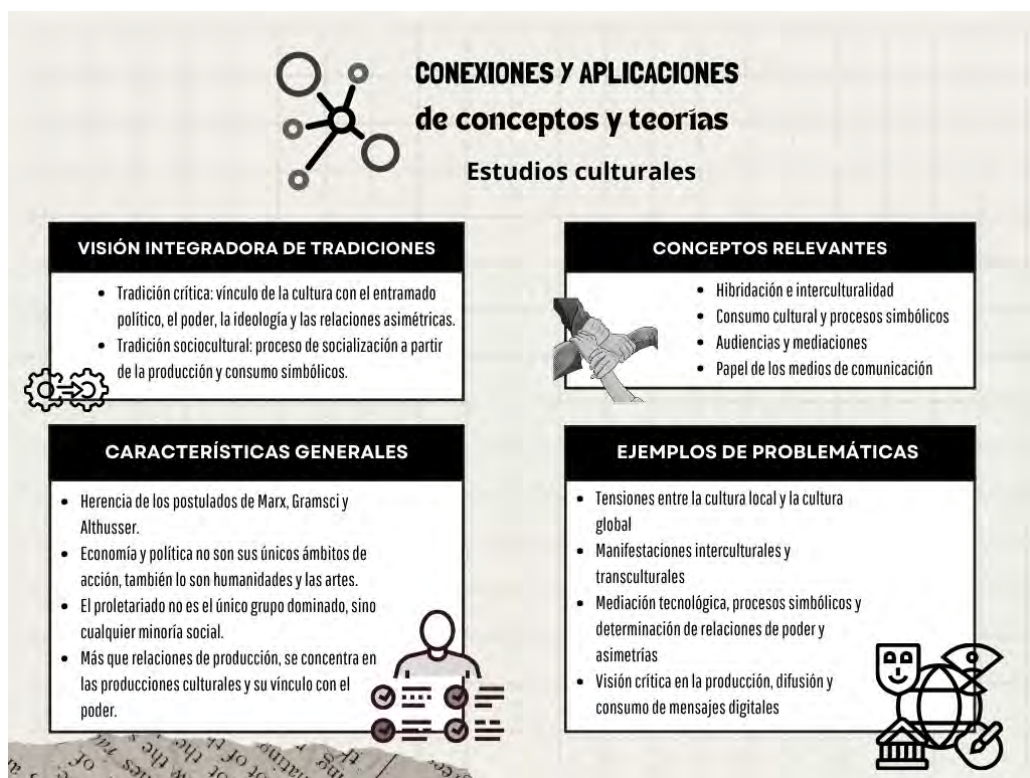 CONEXIONES Y APLICACIONES
de conceptos y teorías
Estudios culturales
VISIÓN INTEGRADORA DE TRADICIONES
• Tradición crítica: vínculo de la cultura con el entramado
político, el poder, la ideología y las relaciones asimétricas.
• Tradición sociocultural: proceso de socialización a partir
de la producción y consumo simbólicos.
CONCEPTOS RELEVANTES
• Hibridación e interculturalidad
• Consumo cultural y procesos simbólicos
• Audiencias y mediaciones
• Papel de los medios de comunicación
CARACTERÍSTICAS GENERALES
• Herencia de los postulados de Marx, Gramsci y
Althusser.
• Economía y política no son sus únicos ámbitos de
acción, también lo son humanidades y las artes.
• El proletariado no es el único grupo dominado, sino
cualquier minoría social.
• Más que relaciones de producción, se concentra en
las producciones culturales y su vínculo con el
poder.
EJEMPLOS DE PROBLEMÁTICAS
• Tensiones entre la cultura local y la cultura
global
• Manifestaciones interculturales y
transculturales
• Mediación tecnológica, procesos simbólicos y
determinación de relaciones de poder y
asimetrías
• Visión crítica en la producción, difusión y
consumo de mensajes digitales